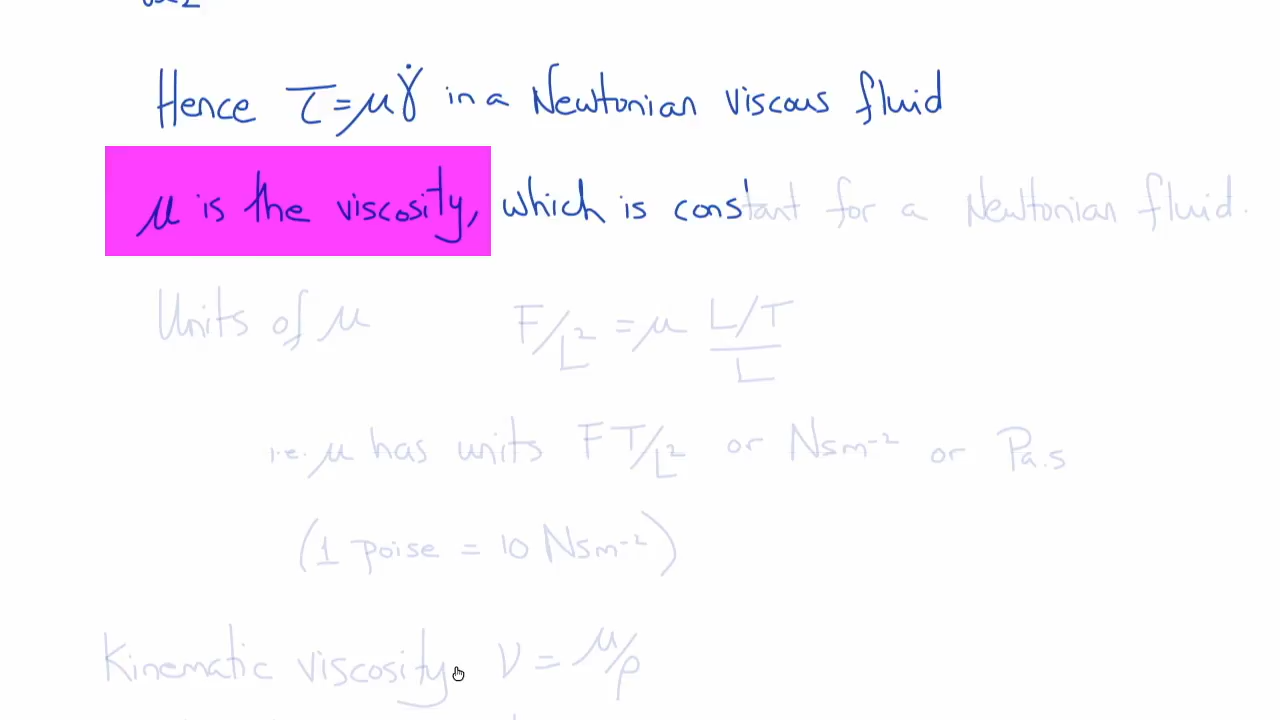 Hence τ = μγ̇ in a Newtonian viscous fluid
μ is the viscosity, which is constant for a Newtonian fluid.
Units of μ F/L² = μ (L/T)/L
i.e. μ has units FT/L² or Nsm⁻² or Pa.s
(1 poise = 10 Nsm⁻²)
Kinematic viscosity ν = μ/ρ